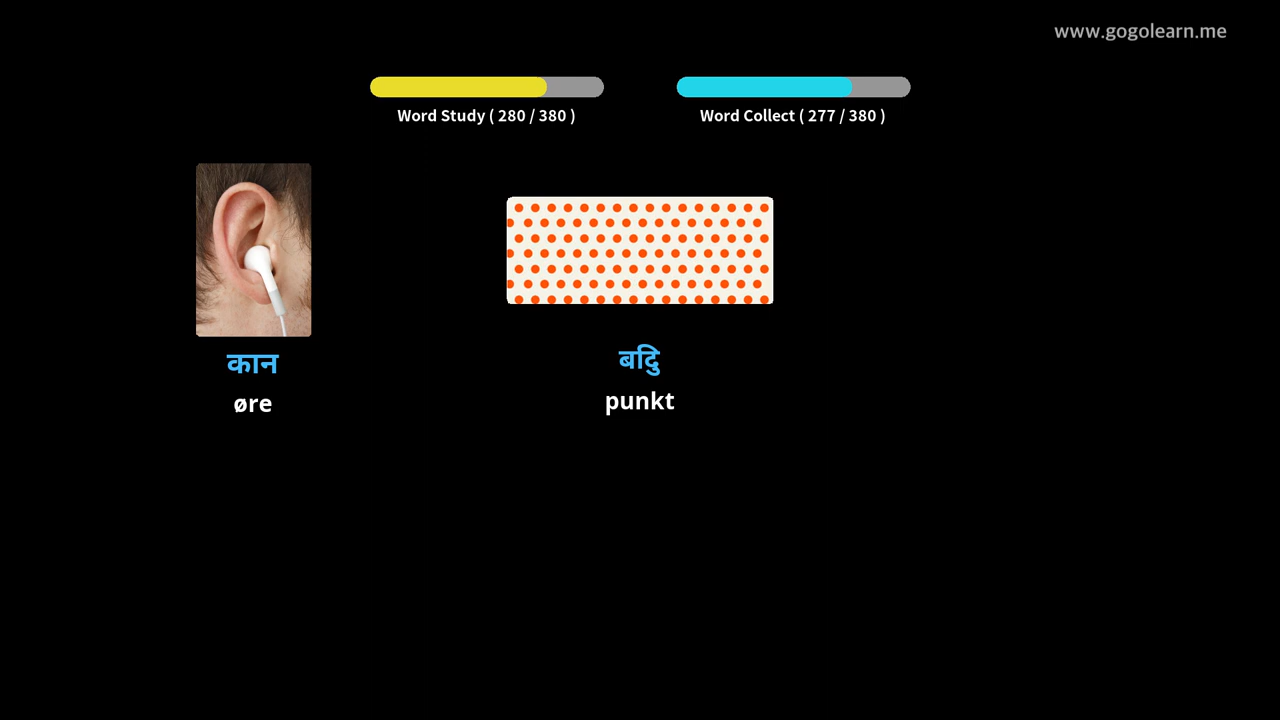 www.gogolearn.me
Word Study ( 280 / 380 )
Word Collect ( 277 / 380 )
कान
øre
बिंदु
punkt